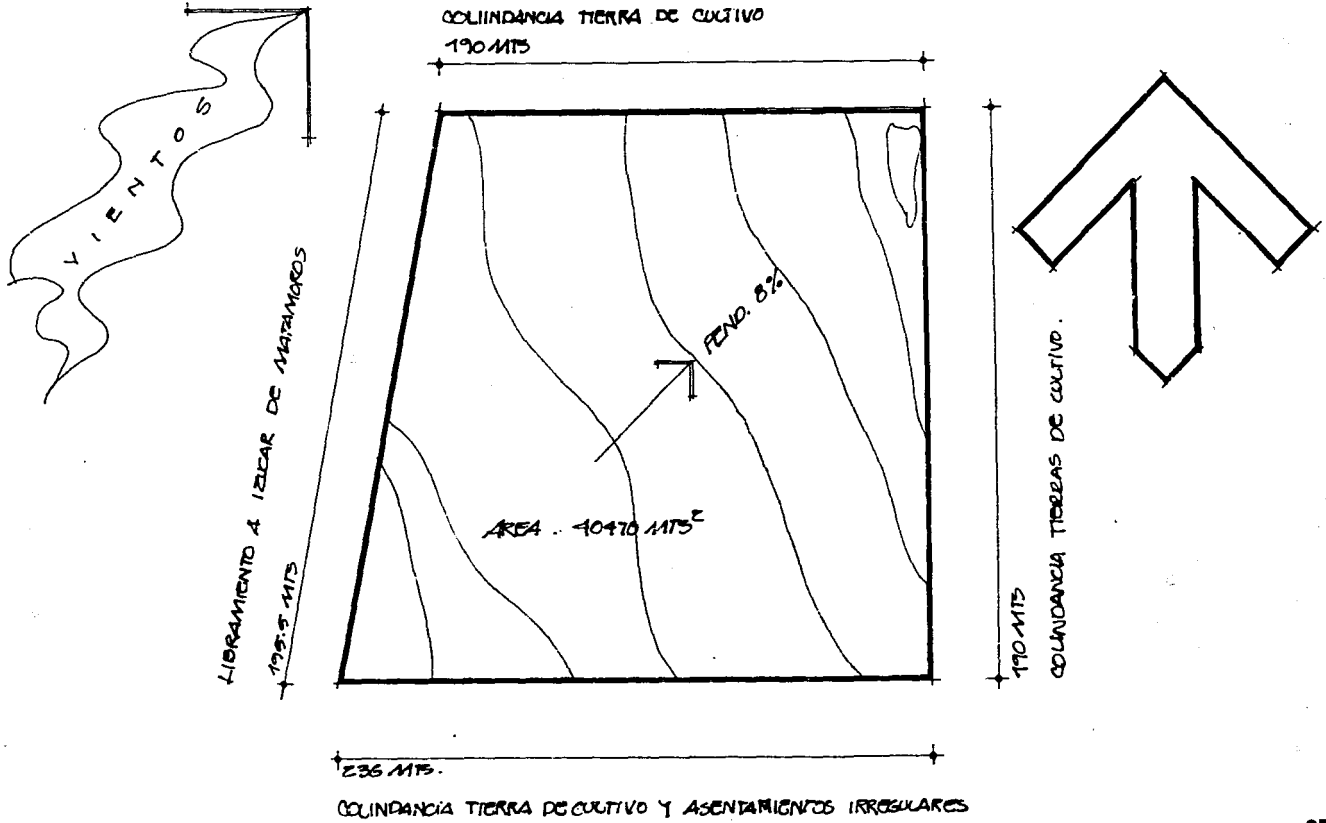 COLIINDANCIA TIERRA DE CULTIVO
190 MTS
VIENTOS
LIBRAMIENTO A IZUCAR DE MATAMOROS
195.5 MTS
PEND. 8%
AREA .. 40470 MTS²
190 MTS
COLINDANCIA TIERRAS DE CULTIVO.
236 MTS.
COLINDANCIA TIERRA DE CULTIVO Y ASENTAMIENTOS IRREGULARES